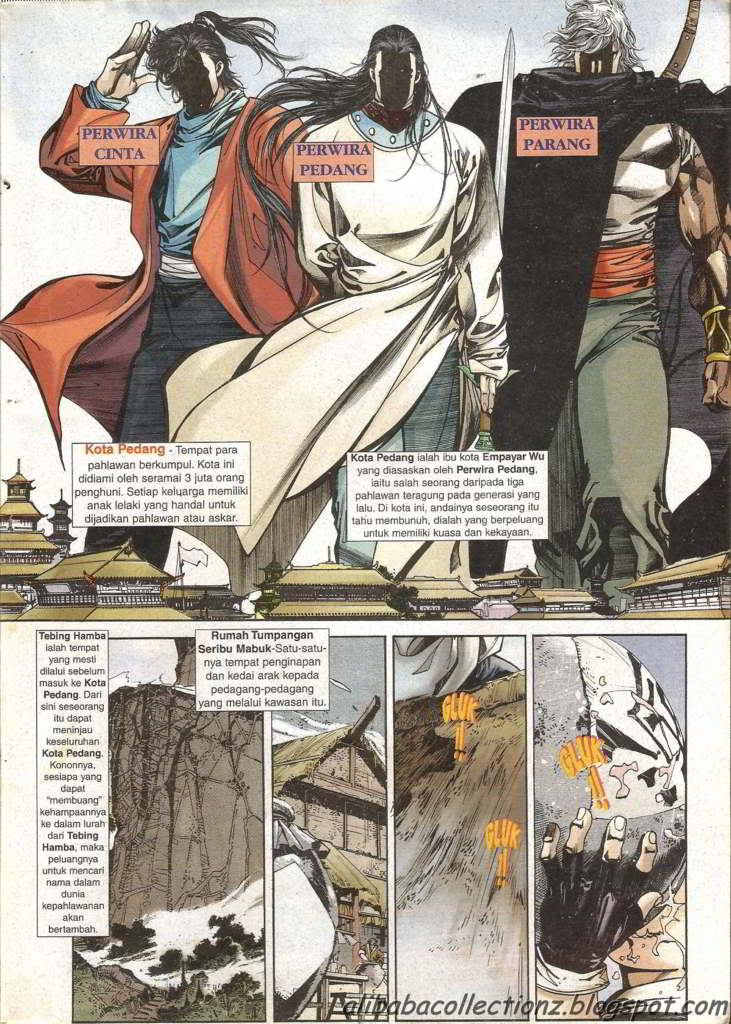 PERWIRA
CINTA
PERWIRA
PEDANG
PERWIRA
PARANG
Kota Pedang - Tempat para
pahlawan berkumpul. Kota ini
didiami oleh seramai 3 juta orang
penghuni. Setiap keluarga memiliki
anak lelaki yang handal untuk
dijadikan pahlawan atau askar.
Kota Pedang ialah ibu kota Empayar Wu
yang diasaskan oleh Perwira Pedang,
iaitu salah seorang daripada tiga
pahlawan teragung pada generasi yang
lalu. Di kota ini, andainya seseorang itu
tahu membunuh, dialah yang berpeluang
untuk memiliki kuasa dan kekayaan.
Tebing Hamba
ialah tempat
yang mesti
dilalui sebelum
masuk ke Kota
Pedang. Dari
sini seseorang
itu dapat
meninjau
keseluruhan
Kota Pedang.
Kononnya,
sesiapa yang
dapat
"membuang"
kehampaannya
ke dalam lurah
dari Tebing
Hamba, maka
peluangnya
untuk mencari
nama dalam
dunia
kepahlawanan
akan
bertambah.
Rumah Tumpangan
Seribu Mabuk-Satu-satu-
nya tempat penginapan
dan kedai arak kepada
pedagang-pedagang
yang melalui kawasan itu.
GLUK
!!
GLUK
!!
GLUK
!!
alibabacollectionz.blogspot.com